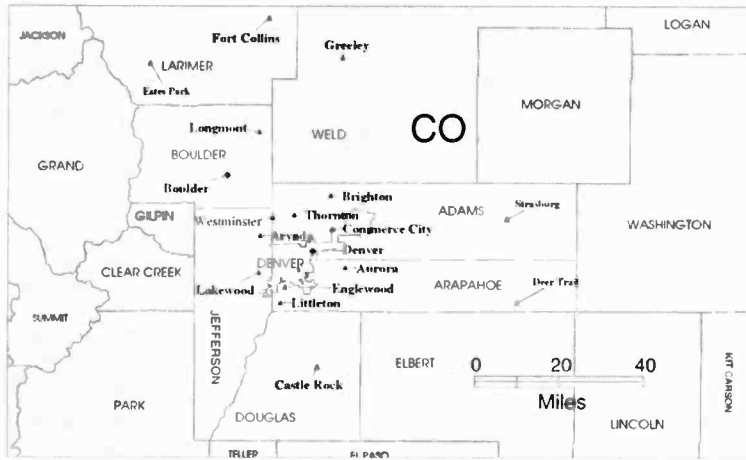 JACKSON
Fort Collins
Greeley
LOGAN
LARIMER
Estes Park
MORGAN
CO
Longmont
WELD
BOULDER
GRAND
Boulder
Brighton
ADAMS
Strasburg
GILPIN
Westminster
Thornton
Commerce City
WASHINGTON
Arvada
Denver
DENVER
CLEAR CREEK
Aurora
Lakewood
Englewood
ARAPAHOE
Deer Trail
Littleton
SUMMIT
JEFFERSON
ELBERT
0 20 40
Miles
KIT CARSON
Castle Rock
PARK
DOUGLAS
LINCOLN
TELLER
EL PASO